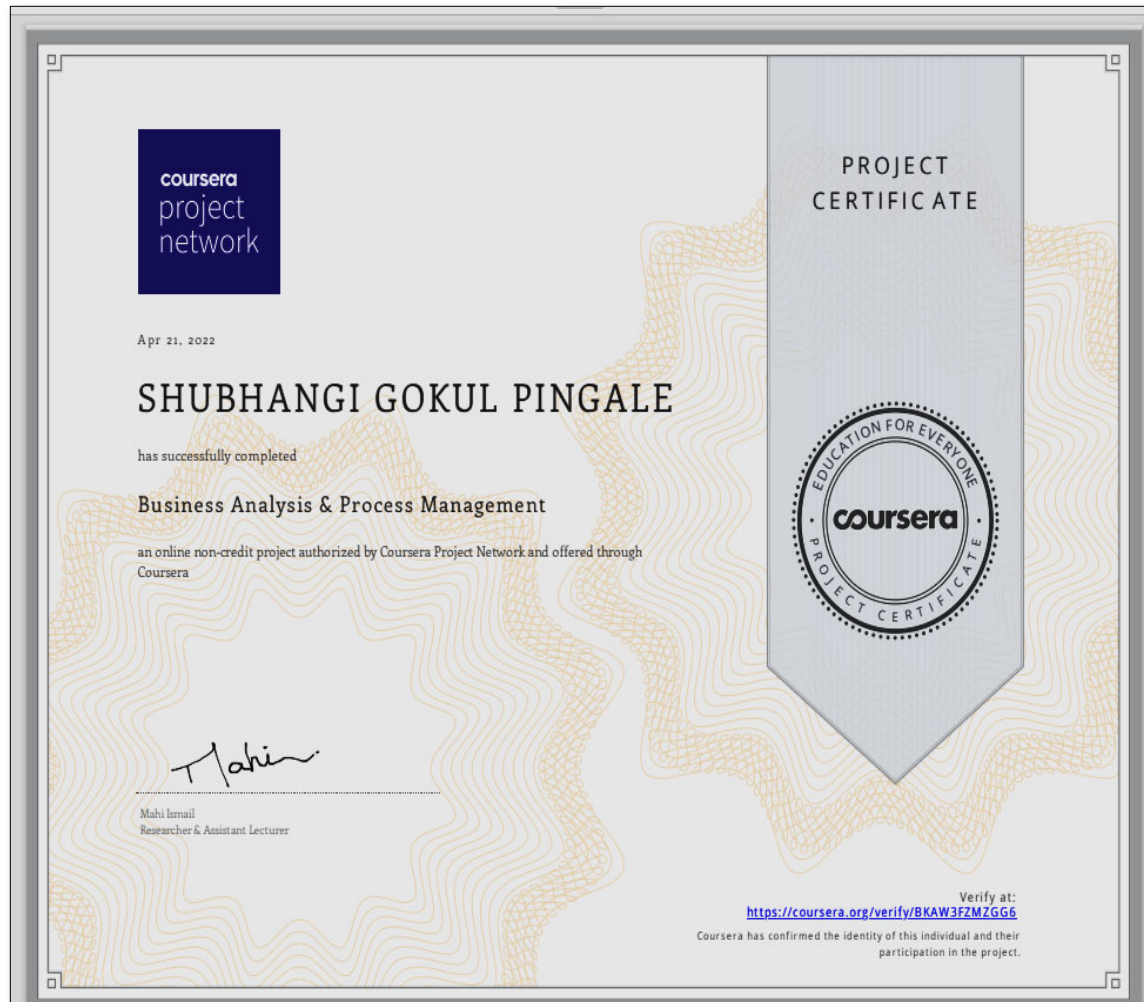 coursera
project
network
PROJECT
CERTIFICATE
Apr 21, 2022
SHUBHANGI GOKUL PINGALE
has successfully completed
Business Analysis & Process Management
an online non-credit project authorized by Coursera Project Network and offered through
Coursera
EDUCATION FOR EVERYONE
coursera
PROJECT CERTIFICATE
Mahi
Mahi Ismail
Researcher & Assistant Lecturer
Verify at:
https://coursera.org/verify/BKAW3FZMZGG6
Coursera has confirmed the identity of this individual and their
participation in the project.